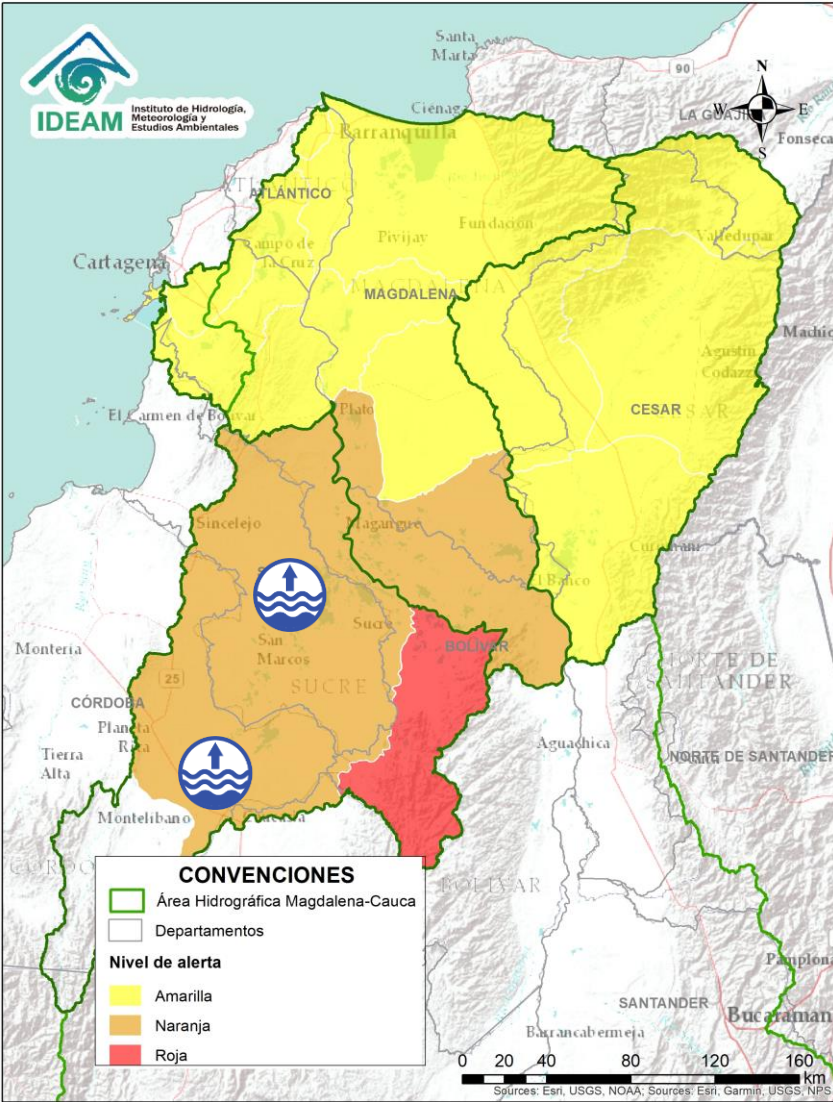 IDEAM
Instituto de Hidrología,
Meteorología y
Estudios Ambientales
Santa
Marta
90
N
W
E
S
Ciénaga
LA GUAJIRA
Fonseca
Barranquilla
ATLÁNTICO
Fundación
Pivijay
Valledupar
Campo de
la Cruz
Cartagena
MAGDALENA
MAGDALENA
Agustín
Codazzi
CESAR
El Carmen de Bolívar
Plato
Sincelejo
Magangue
El Banco
Sucre
BOLÍVAR
San
Marcos
SUCRE
Montería
25
NORTE DE
SANTANDER
CÓRDOBA
Planeta
Rica
Aguachica
NORTE DE SANTANDER
Tierra
Alta
Montelibano
BOLÍVAR
CONVENCIONES
Área Hidrográfica Magdalena-Cauca
Departamentos
Nivel de alerta
Amarilla
Naranja
Roja
Pamplona
SANTANDER
Bucaraman
Barrancabermeja
0 20 40 80 120 160
km
Sources: Esri, USGS, NOAA; Sources: Esri, Garmin, USGS, NPS